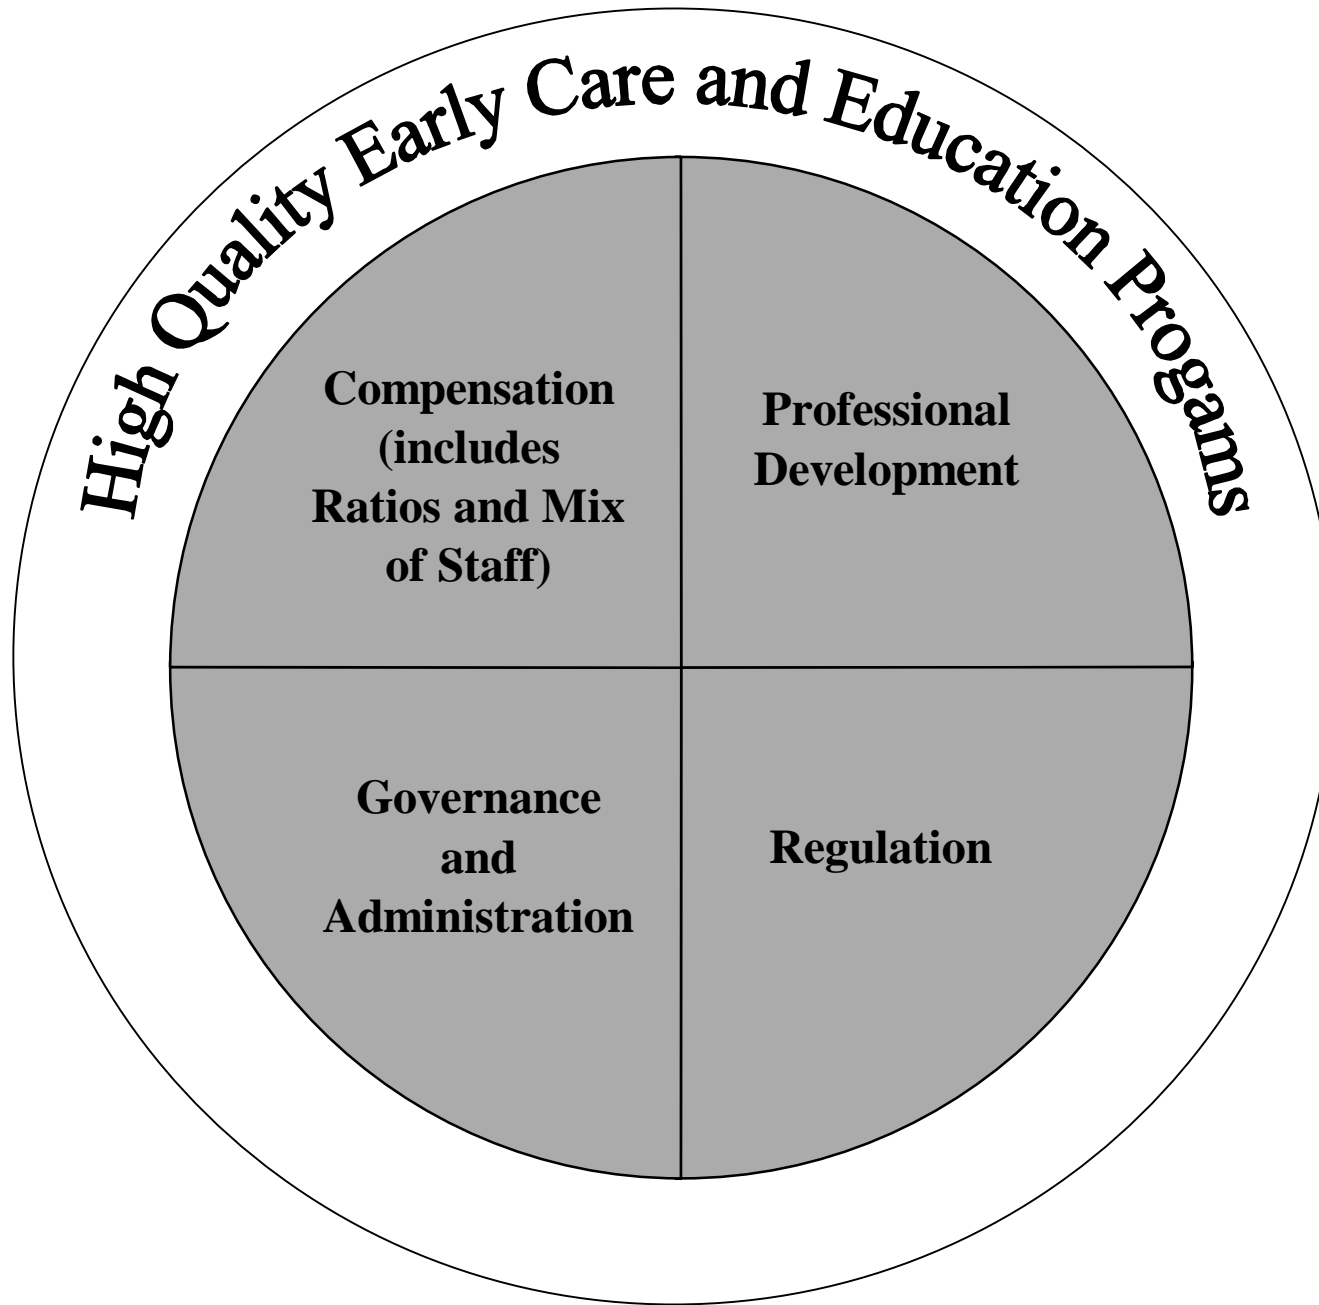 High Quality Early Care and Education Progams
Compensation
(includes
Ratios and Mix
of Staff)
Professional
Development
Governance
and
Administration
Regulation